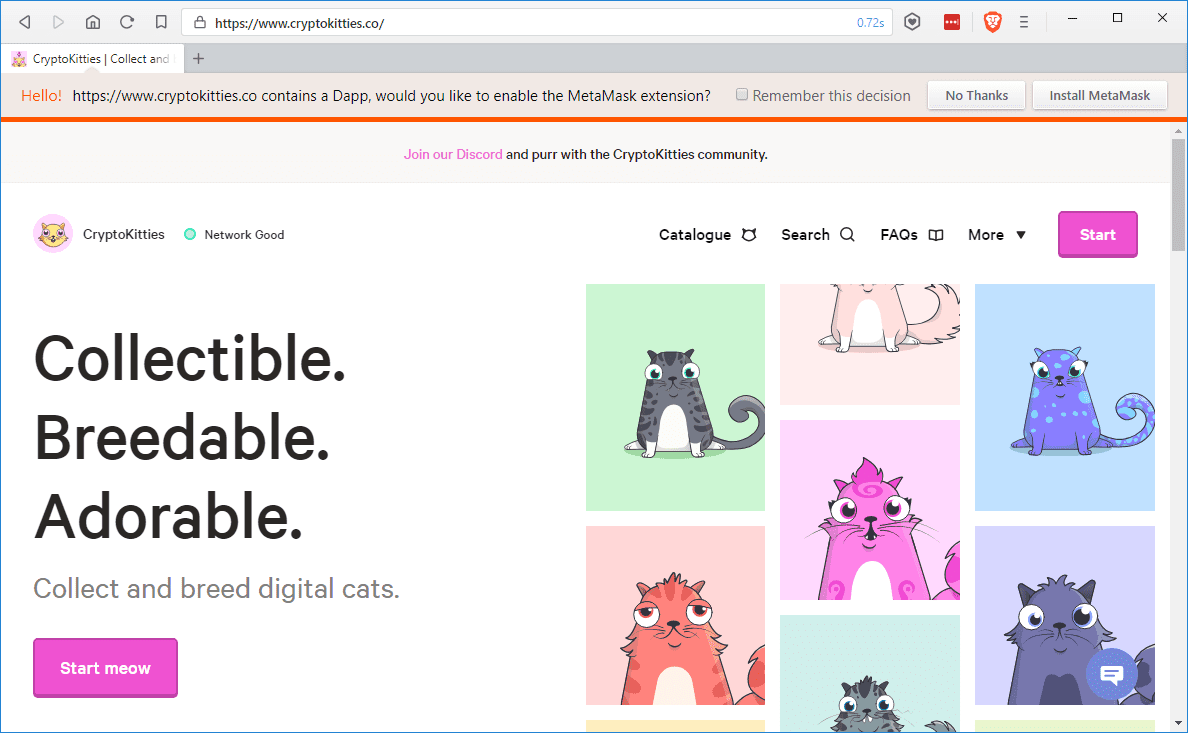 https://www.cryptokitties.co/
0.72s
CryptoKitties | Collect and
Hello! https://www.cryptokitties.co contains a Dapp, would you like to enable the MetaMask extension? Remember this decision No Thanks Install MetaMask
Join our Discord and purr with the CryptoKitties community.
CryptoKitties Network Good Catalogue Search FAQs More Start
Collectible.
Breedable.
Adorable.
Collect and breed digital cats.
Start meow